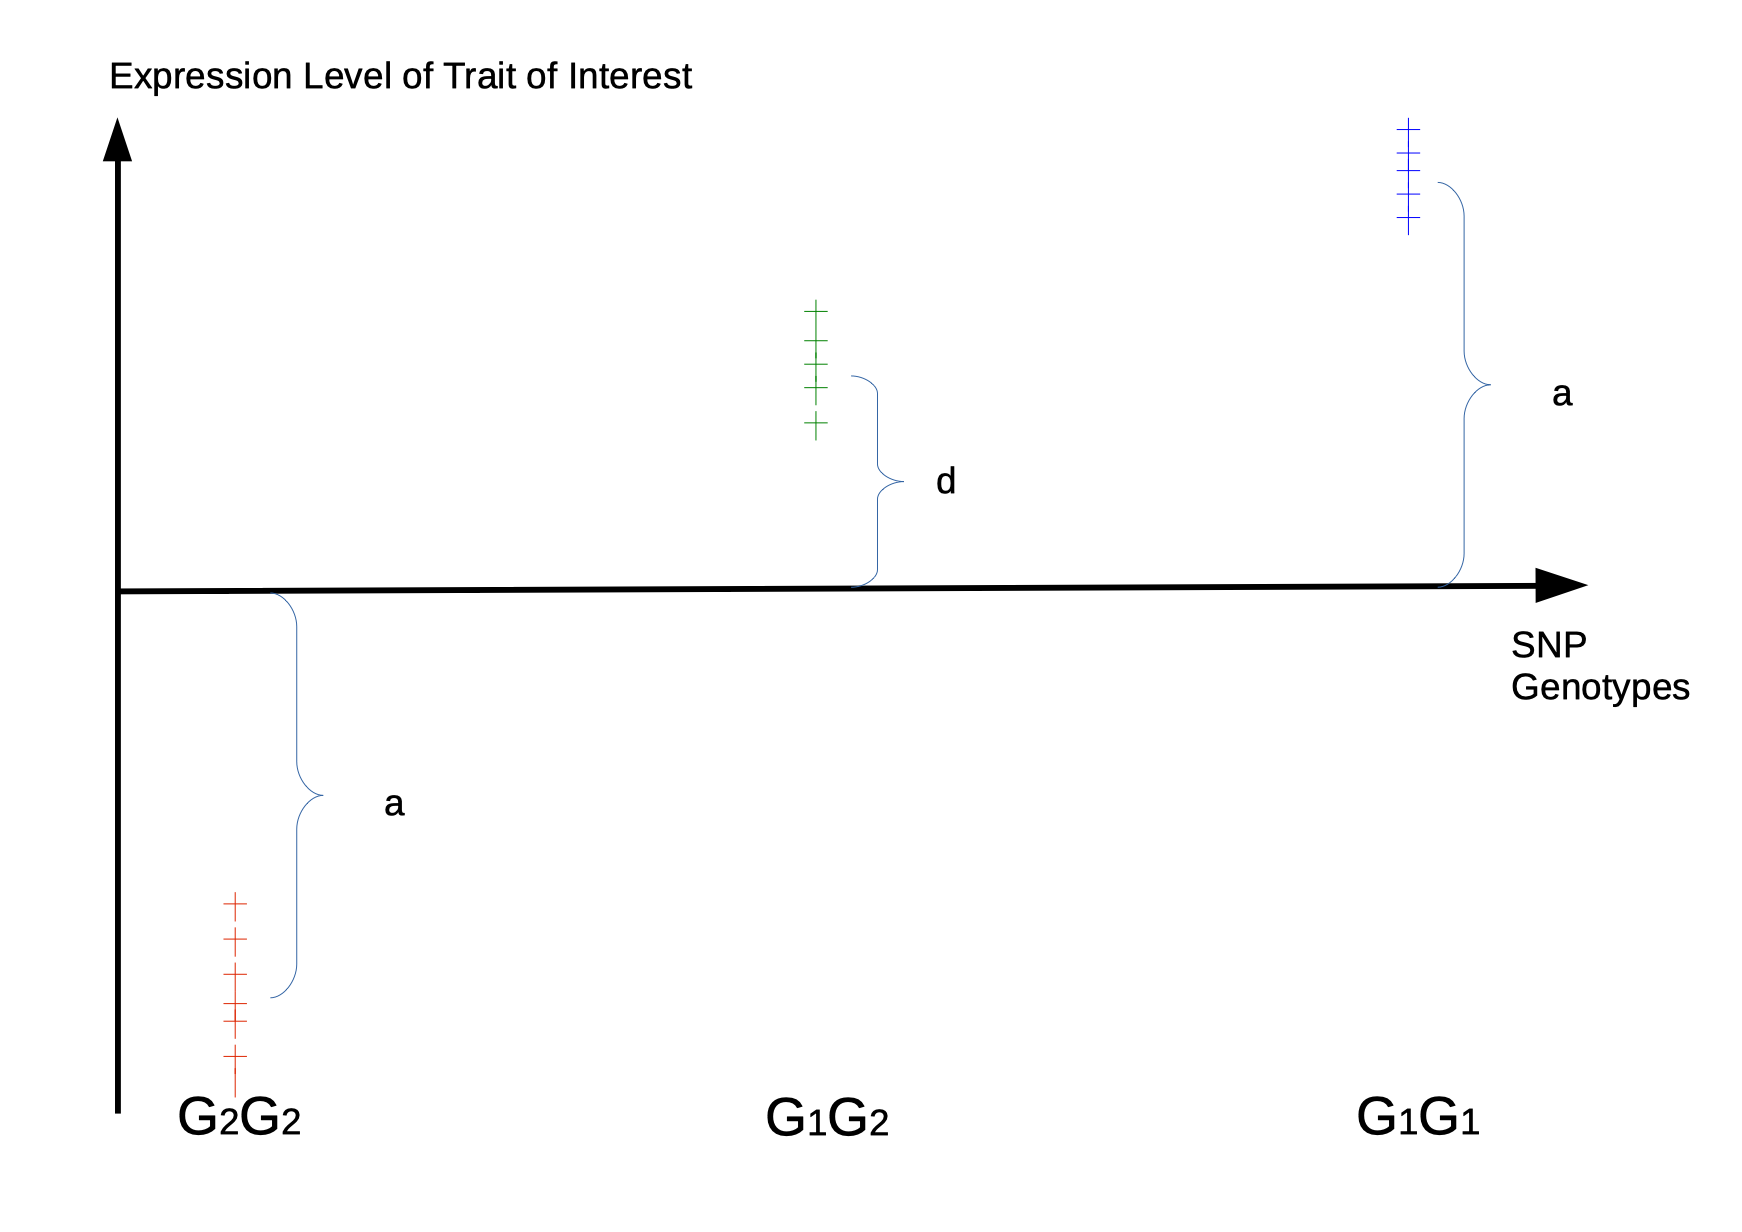 Expression Level of Trait of Interest
a
d
SNP
Genotypes
a
G2G2
G1G2
G1G1